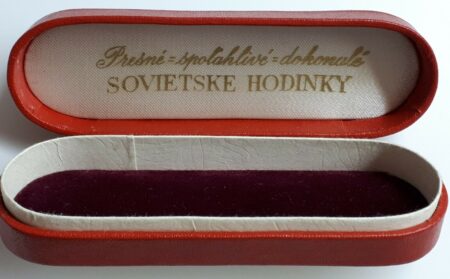 Presné=spoľahlivé=dokonalé
SOVIETSKE HODINKY